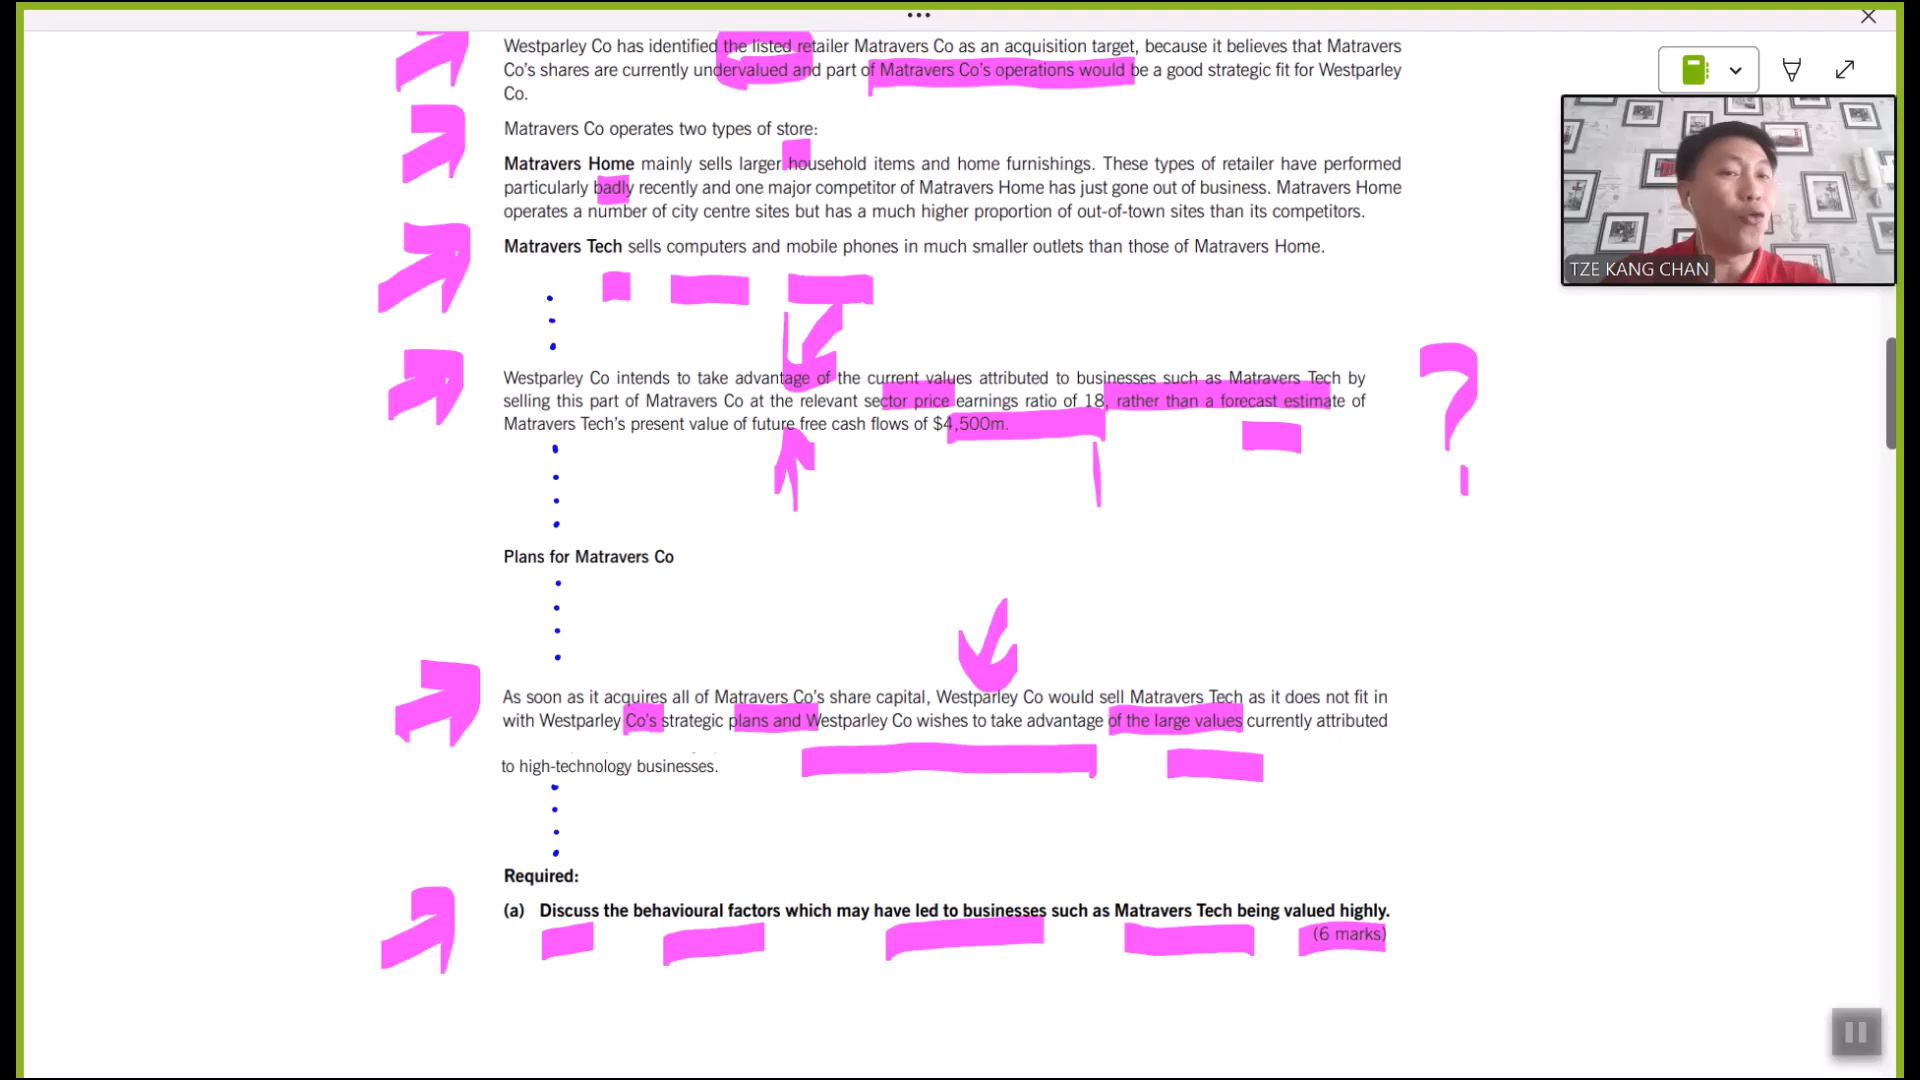 Westparley Co has identified the listed retailer Matravers Co as an acquisition target, because it believes that Matravers
Co's shares are currently undervalued and part of Matravers Co's operations would be a good strategic fit for Westparley
Co.
Matravers Co operates two types of store:
Matravers Home mainly sells larger household items and home furnishings. These types of retailer have performed
particularly badly recently and one major competitor of Matravers Home has just gone out of business. Matravers Home
operates a number of city centre sites but has a much higher proportion of out-of-town sites than its competitors.
Matravers Tech sells computers and mobile phones in much smaller outlets than those of Matravers Home.
TZE KANG CHAN
Westparley Co intends to take advantage of the current values attributed to businesses such as Matravers Tech by
selling this part of Matravers Co at the relevant sector price earnings ratio of 18, rather than a forecast estimate of
Matravers Tech's present value of future free cash flows of $4,500m.
?
Plans for Matravers Co
As soon as it acquires all of Matravers Co's share capital, Westparley Co would sell Matravers Tech as it does not fit in
with Westparley Co's strategic plans and Westparley Co wishes to take advantage of the large values currently attributed
to high-technology businesses.
Required:
(a) Discuss the behavioural factors which may have led to businesses such as Matravers Tech being valued highly.
(6 marks)